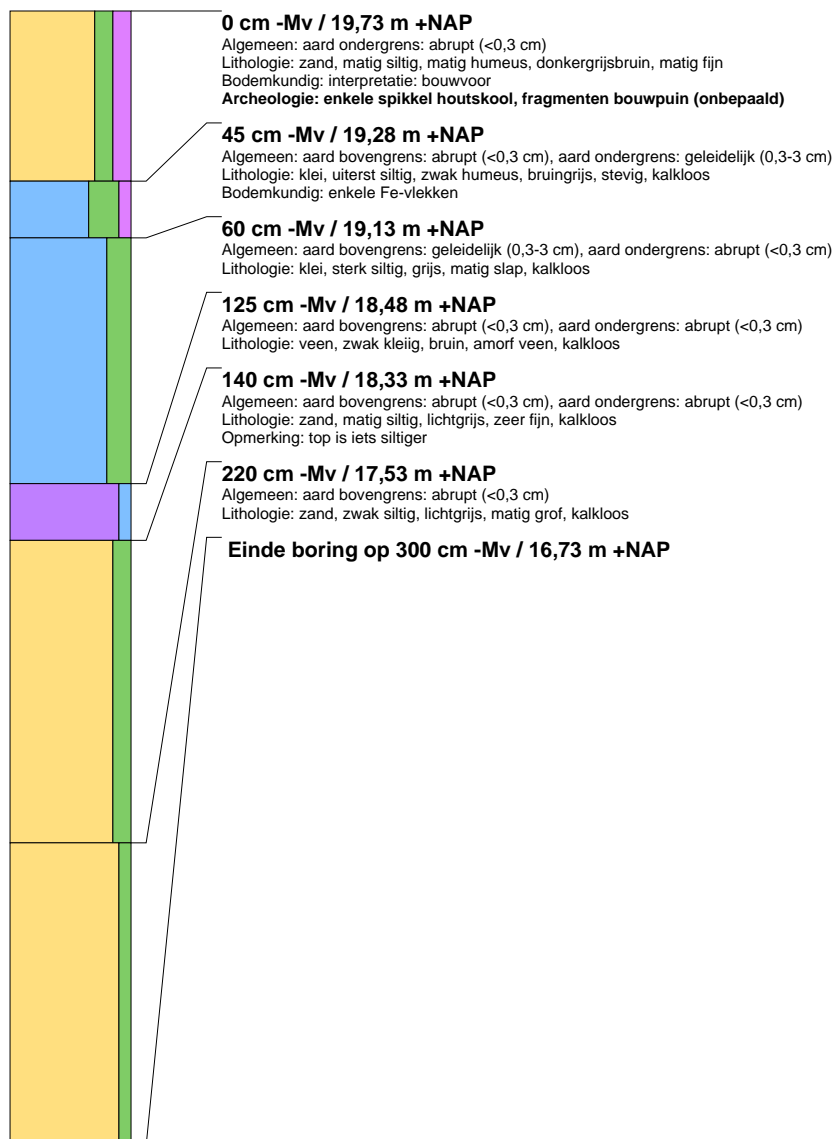 0 cm -Mv / 19,73 m +NAP
Algemeen: aard ondergrens: abrupt (<0,3 cm)
Lithologie: zand, matig siltig, matig humeus, donkergrijsbruin, matig fijn
Bodemkundig: interpretatie: bouwvoor
Archeologie: enkele spikkel houtskool, fragmenten bouwpuin (onbepaald)
45 cm -Mv / 19,28 m +NAP
Algemeen: aard bovengrens: abrupt (<0,3 cm), aard ondergrens: geleidelijk (0,3-3 cm)
Lithologie: klei, uiterst siltig, zwak humeus, bruingrijs, stevig, kalkloos
Bodemkundig: enkele Fe-vlekken
60 cm -Mv / 19,13 m +NAP
Algemeen: aard bovengrens: geleidelijk (0,3-3 cm), aard ondergrens: abrupt (<0,3 cm)
Lithologie: klei, sterk siltig, grijs, matig slap, kalkloos
125 cm -Mv / 18,48 m +NAP
Algemeen: aard bovengrens: abrupt (<0,3 cm), aard ondergrens: abrupt (<0,3 cm)
Lithologie: veen, zwak kleiig, bruin, amorf veen, kalkloos
140 cm -Mv / 18,33 m +NAP
Algemeen: aard bovengrens: abrupt (<0,3 cm), aard ondergrens: abrupt (<0,3 cm)
Lithologie: zand, matig siltig, lichtgrijs, zeer fijn, kalkloos
Opmerking: top is iets siltiger
220 cm -Mv / 17,53 m +NAP
Algemeen: aard bovengrens: abrupt (<0,3 cm)
Lithologie: zand, zwak siltig, lichtgrijs, matig grof, kalkloos
Einde boring op 300 cm -Mv / 16,73 m +NAP